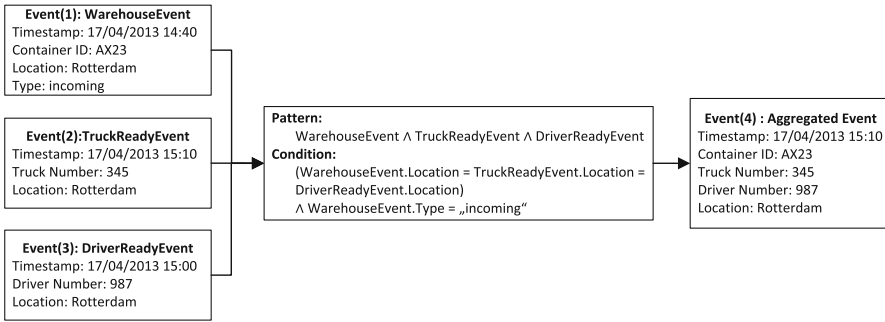 Event(1): WarehouseEvent
Timestamp: 17/04/2013 14:40
Container ID: AX23
Location: Rotterdam
Type: incoming
Event(2):TruckReadyEvent
Timestamp: 17/04/2013 15:10
Truck Number: 345
Location: Rotterdam
Event(3): DriverReadyEvent
Timestamp: 17/04/2013 15:00
Driver Number: 987
Location: Rotterdam
Pattern:
WarehouseEvent Λ TruckReadyEvent Λ DriverReadyEvent
Condition:
(WarehouseEvent.Location = TruckReadyEvent.Location =
DriverReadyEvent.Location)
Λ WarehouseEvent.Type = „incoming“
Event(4) : Aggregated Event
Timestamp: 17/04/2013 15:10
Container ID: AX23
Truck Number: 345
Driver Number: 987
Location: Rotterdam